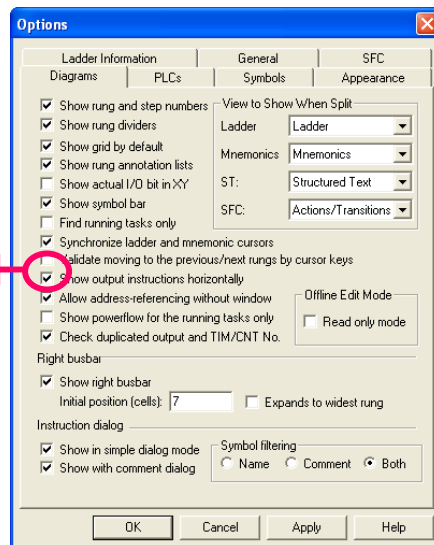 Options
Ladder Information
General
SFC
Diagrams
PLCs
Symbols
Appearance
Show rung and step numbers
Show rung dividers
Show grid by default
Show rung annotation lists
Show actual I/O bit in XY
Show symbol bar
Find running tasks only
View to Show When Split
Ladder
Ladder
Mnemonics
Mnemonics
ST:
Structured Text
SFC:
Actions/Transitions
Synchronize ladder and mnemonic cursors
Validate moving to the previous/next rungs by cursor keys
Show output instructions horizontally
Allow address-referencing without window
Show powerflow for the running tasks only
Check duplicated output and TIM/CNT No.
Offline Edit Mode
Read only mode
Right busbar
Show right busbar
Initial position (cells): 7
Expands to widest rung
Instruction dialog
Show in simple dialog mode
Show with comment dialog
Symbol filtering
Name Comment Both
OK Cancel Apply Help